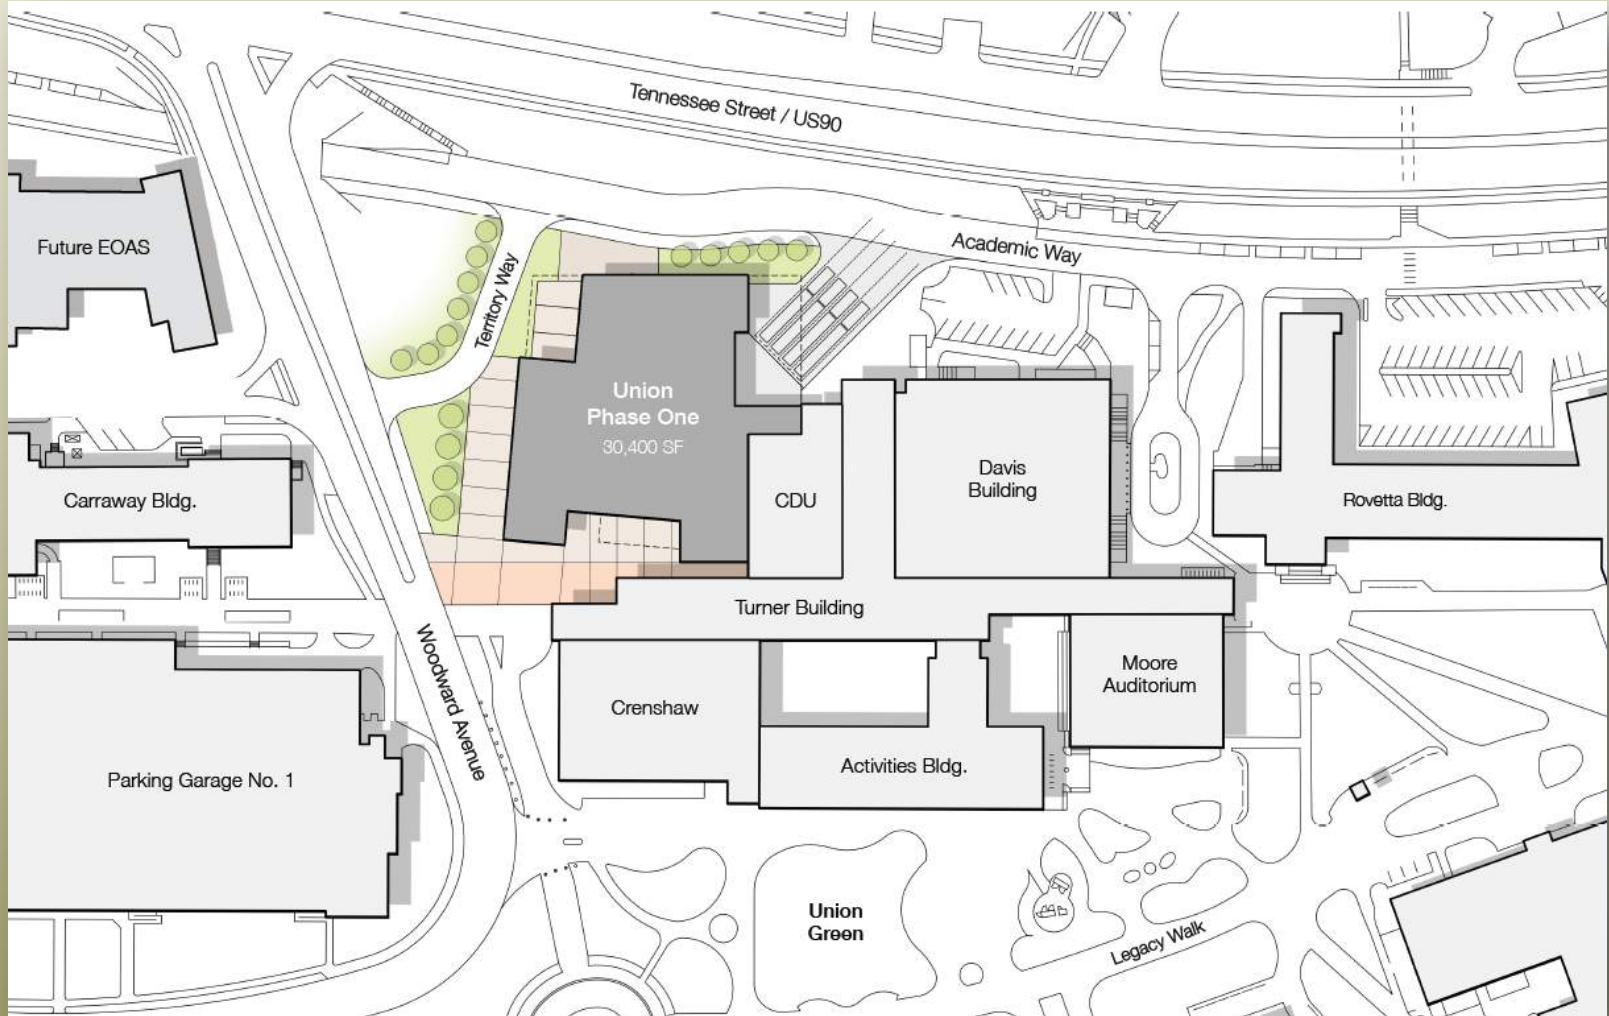 Tennessee Street / US90
Future EOAS
Territory Way
Academic Way
Union
Phase One
30,400 SF
Carraway Bldg.
CDU
Davis
Building
Rovetta Bldg.
Turner Building
Woodward Avenue
Crenshaw
Moore
Auditorium
Activities Bldg.
Parking Garage No. 1
Union
Green
Legacy Walk